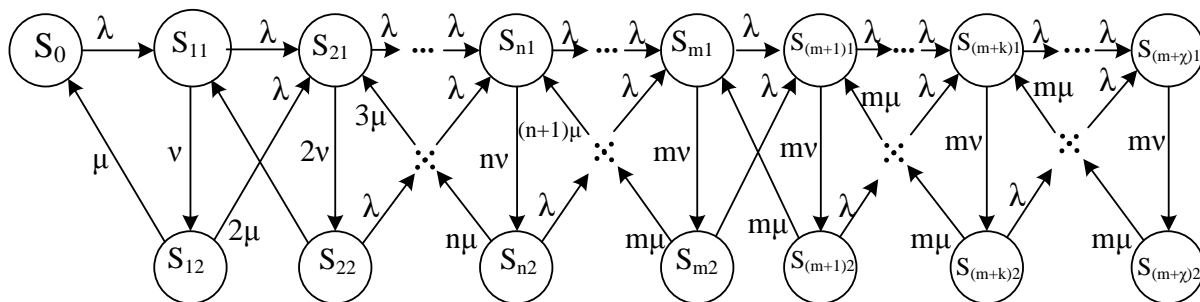 λ λ λ ... λ λ ... λ λ λ ... λ λ ... λ
S₀ S₁₁ S₂₁ Sₙ₁ Sₘ₁ S₍ₘ₊₁₎₁ S₍ₘ₊ₖ₎₁ S₍ₘ₊ᵪ₎₁
λ 3μ λ λ mμ λ mμ λ
μ ν 2ν nν (n+1)μ mν mν mν mν
2μ λ nμ λ mμ mμ λ mμ λ mμ
S₁₂ S₂₂ Sₙ₂ Sₘ₂ S₍ₘ₊₁₎₂ S₍ₘ₊ₖ₎₂ S₍ₘ₊ᵪ₎₂